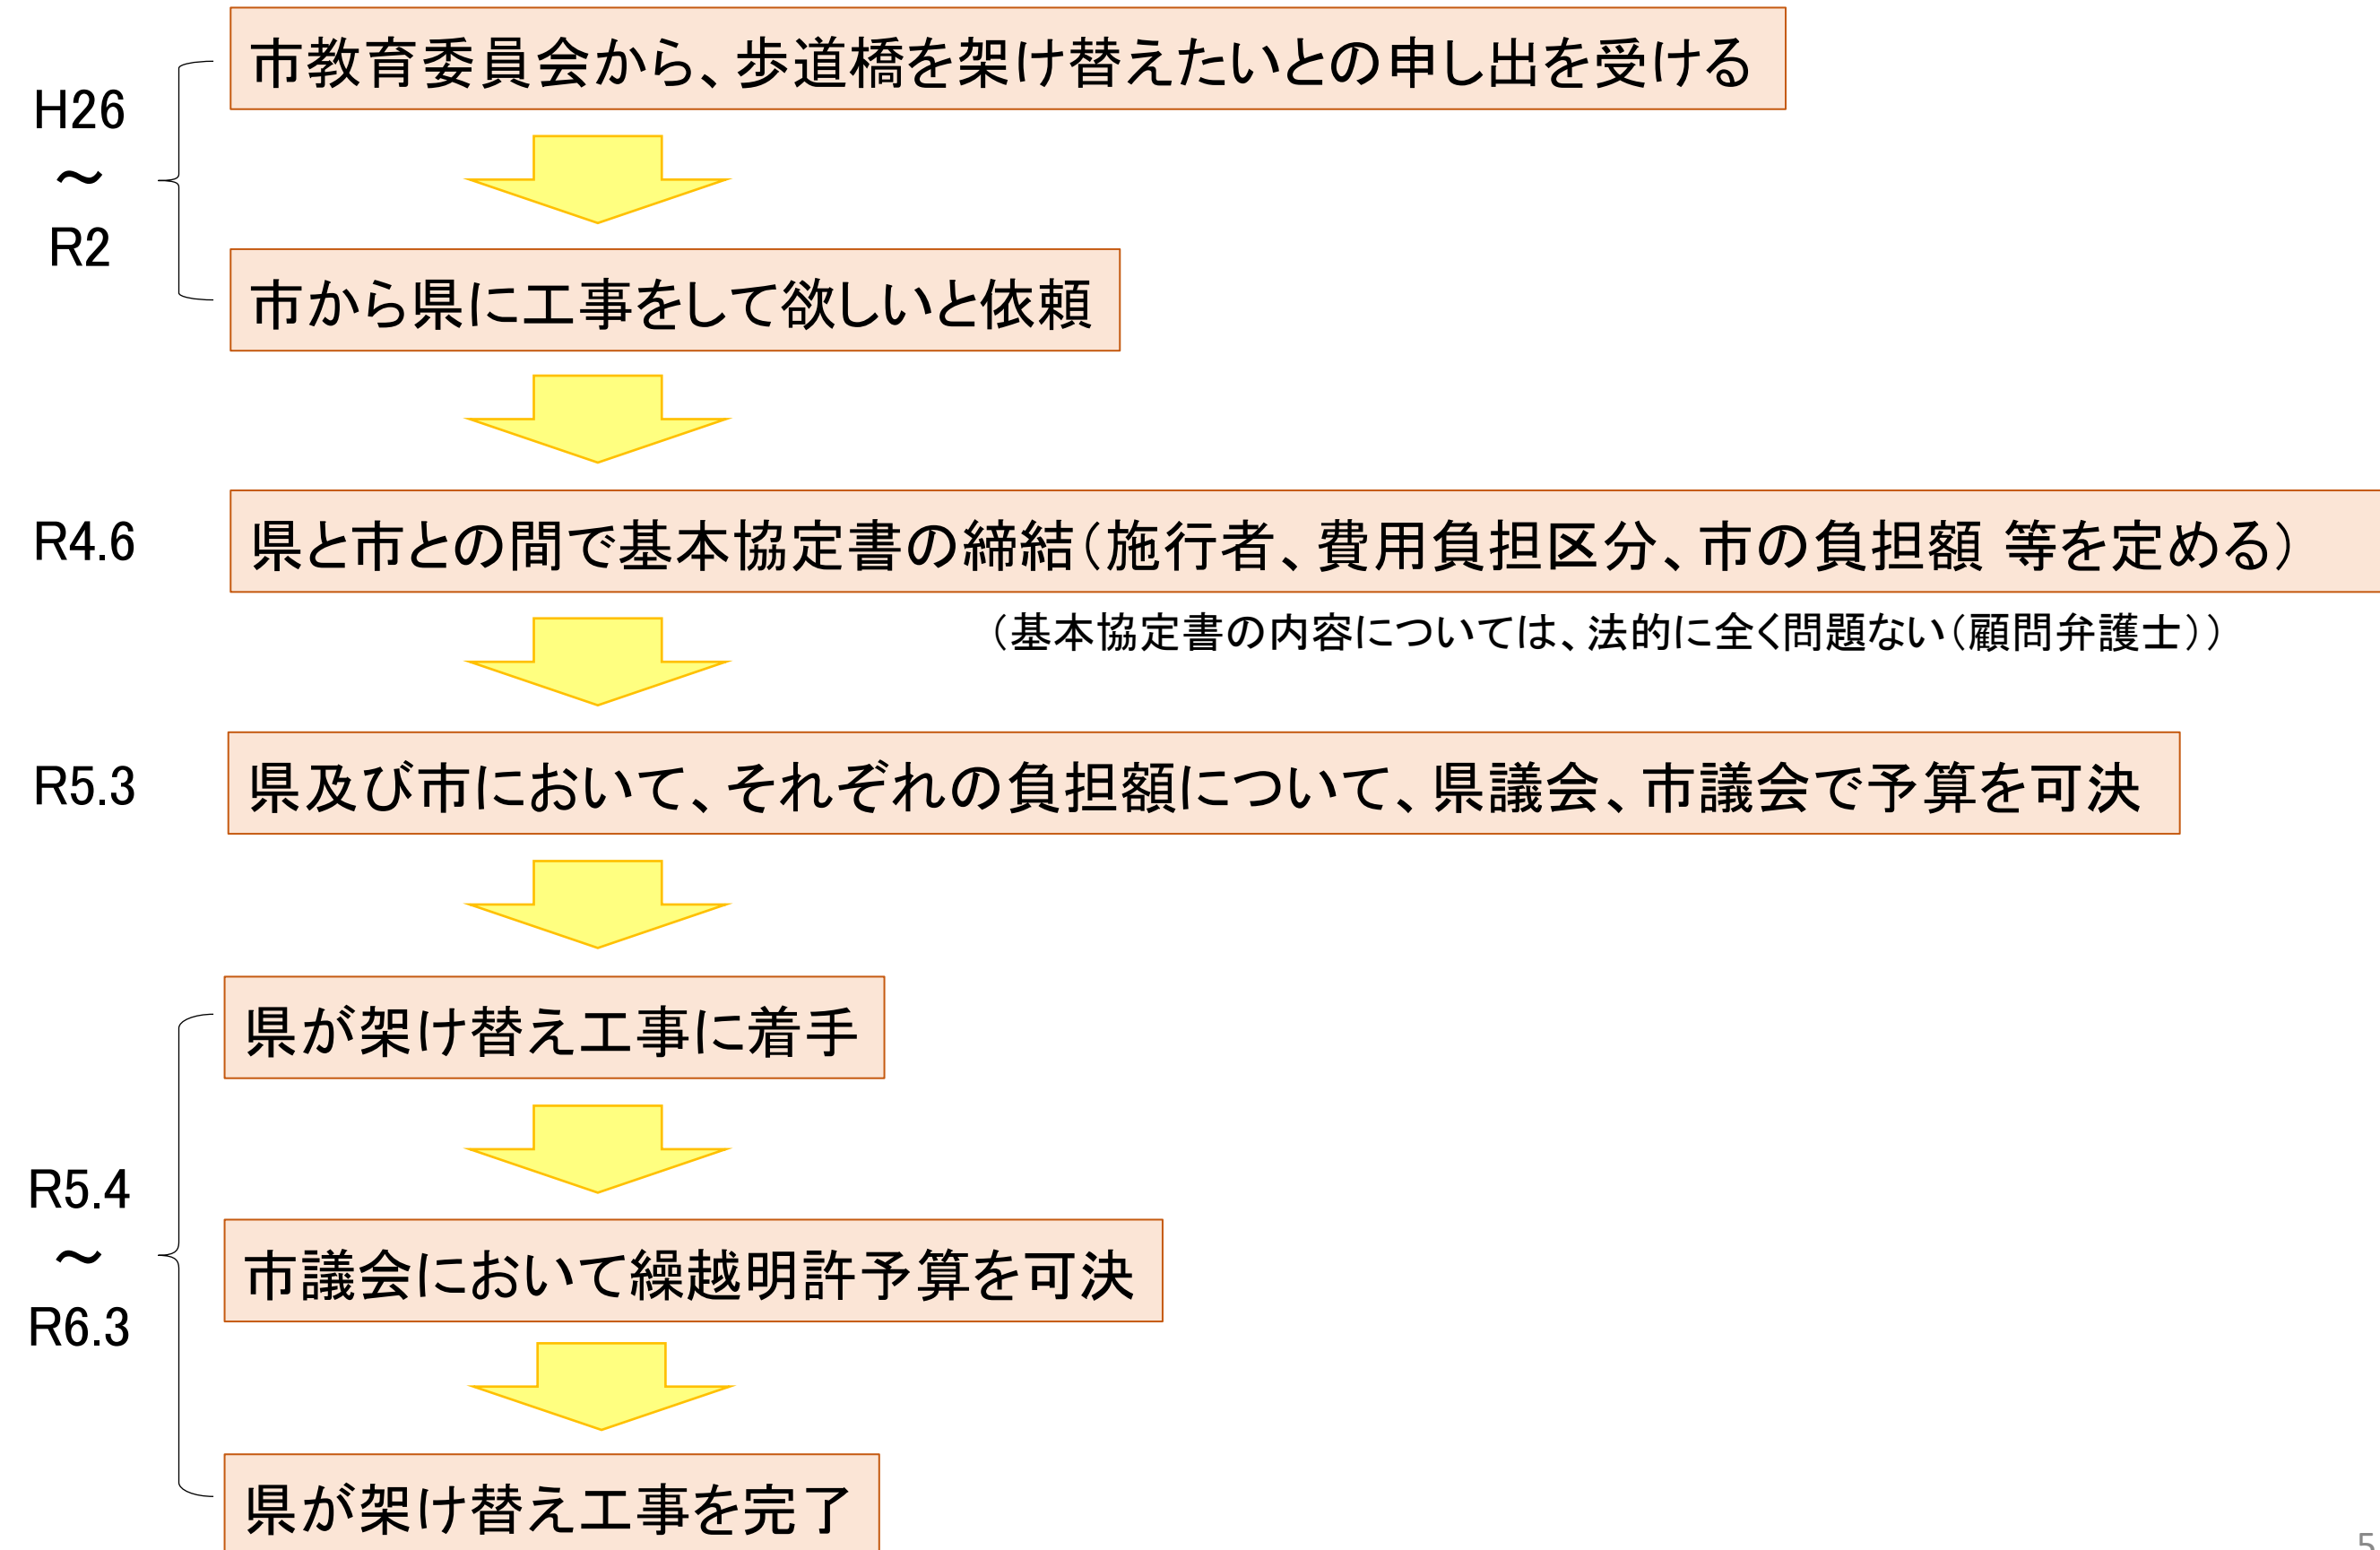 市教育委員会から、歩道橋を架け替えたいとの申し出を受ける
H26
～
R2
市から県に工事をして欲しいと依頼
R4.6
県と市との間で基本協定書の締結(施行者、費用負担区分、市の負担額 等を定める)
(基本協定書の内容については、法的に全く問題ない(顧問弁護士))
R5.3
県及び市において、それぞれの負担額について、県議会、市議会で予算を可決
県が架け替え工事に着手
R5.4
～
R6.3
市議会において繰越明許予算を可決
県が架け替え工事を完了
5